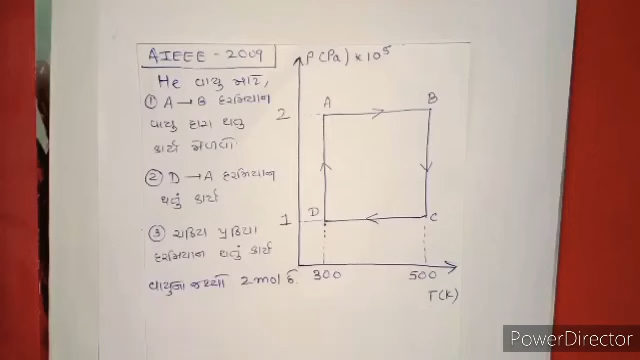 AIEEE - 2009
He વાયુ માટે,
① A → B દરમિયાન
વાયુ દ્વારા થતું
કાર્ય મેળવો
② D → A દરમિયાન
થતું કાર્ય
③ ચક્રિય પ્રક્રિયા
દરમિયાન થતું કાર્ય
વાયુનો જથ્થો 2 mol છે.
P (Pa) × 10⁵
A
B
2
D
C
1
300
500
T(K)
PowerDirector